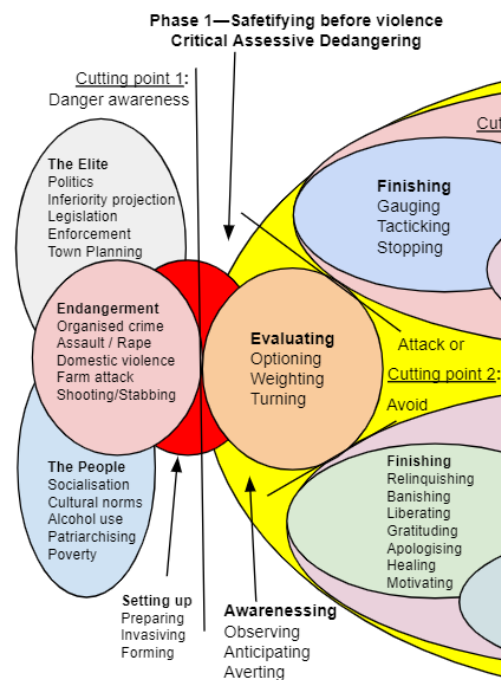 Phase 1—Safetifying before violence
Critical Assessive Dedangering
Cutting point 1:
Danger awareness
The Elite
Politics
Inferiority projection
Legislation
Enforcement
Town Planning
Endangerment
Organised crime
Assault / Rape
Domestic violence
Farm attack
Shooting/Stabbing
The People
Socialisation
Cultural norms
Alcohol use
Patriarchising
Poverty
Setting up
Preparing
Invasiving
Forming
Evaluating
Optioning
Weighting
Turning
Awarenessing
Observing
Anticipating
Averting
Cut
Finishing
Gauging
Tacticking
Stopping
Attack or
Cutting point 2:
Avoid
Finishing
Relinquishing
Banishing
Liberating
Gratituding
Apologising
Healing
Motivating